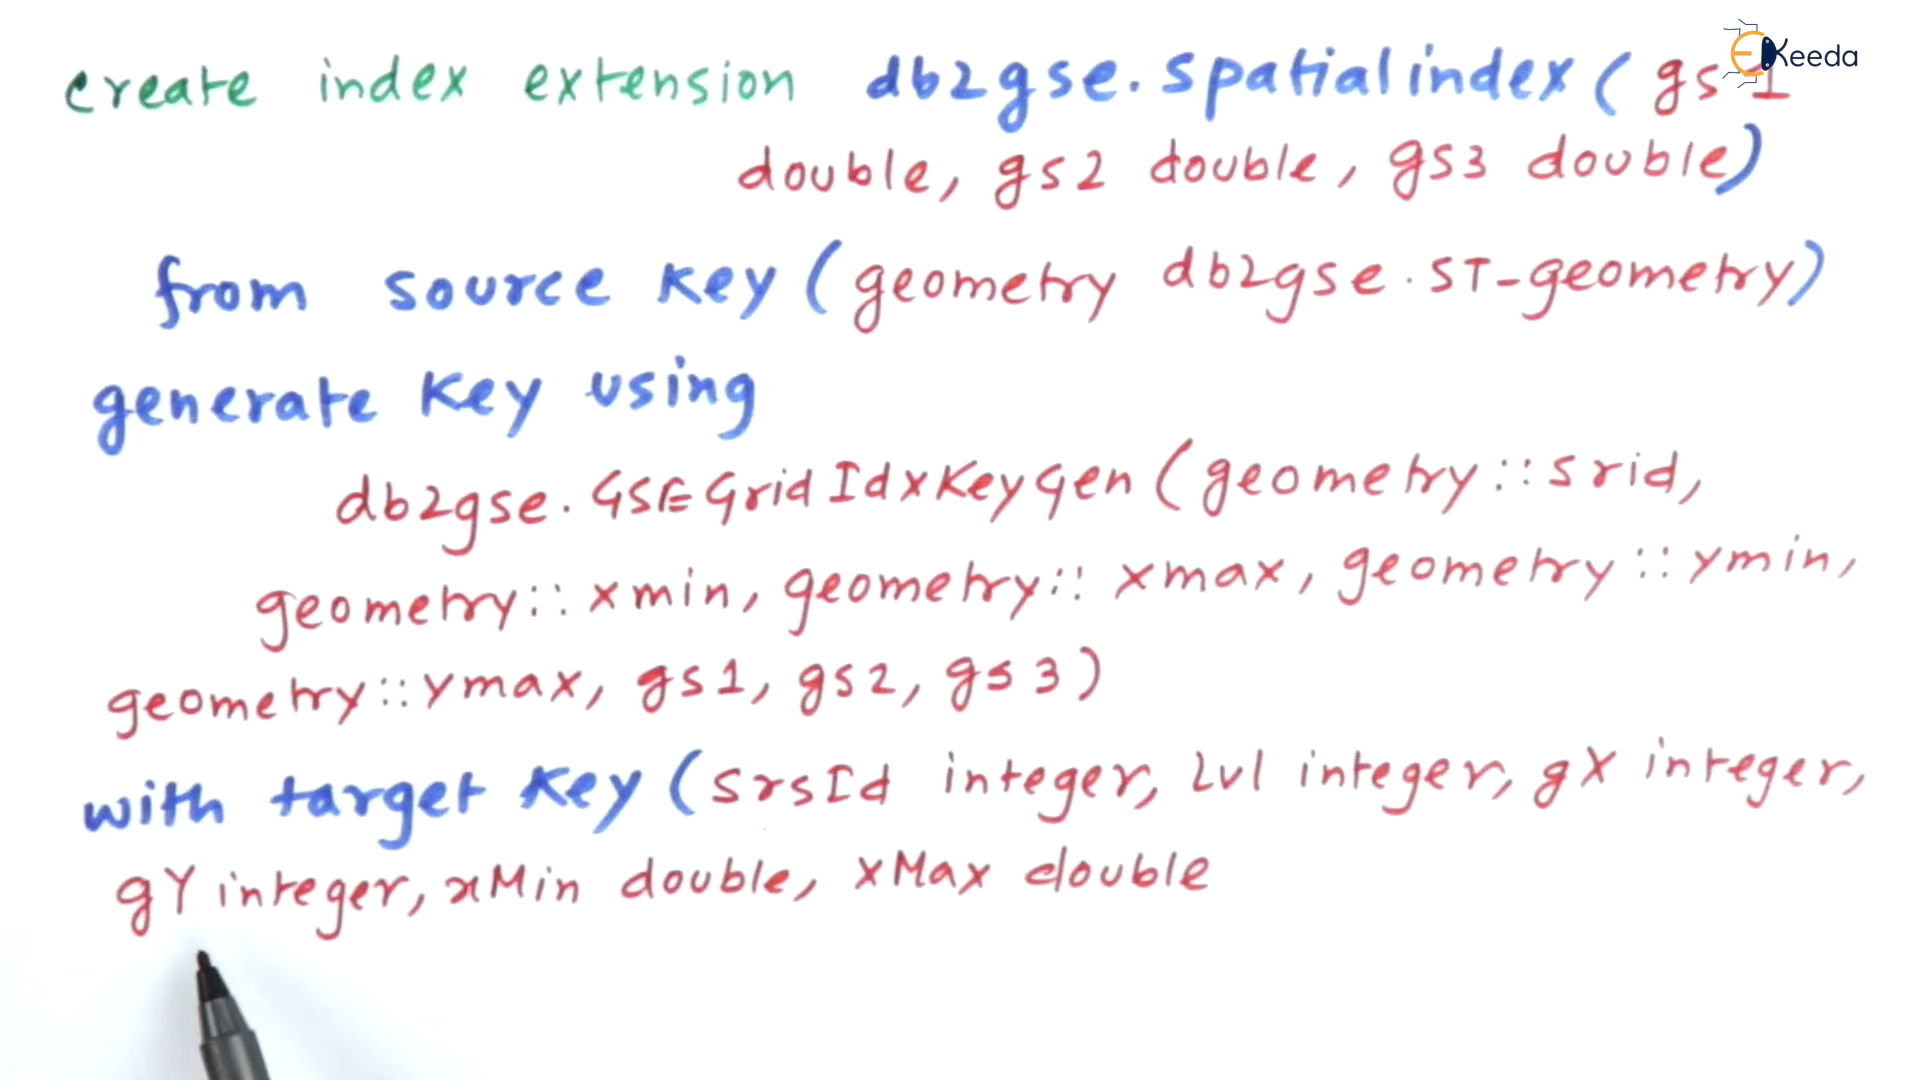 create index extension db2gse.spatialindex(gs1
double, gs2 double, gs3 double)
from source key (geometry db2gse.ST-geometry)
generate key using
db2gse.GSEGridIdxKeyGen(geometry::srid,
geometry::xmin, geometry::xmax, geometry::ymin,
geometry::ymax, gs1, gs2, gs3)
with target key (srsId integer, lvl integer, gX integer,
gY integer, xMin double, xMax double
Keeda